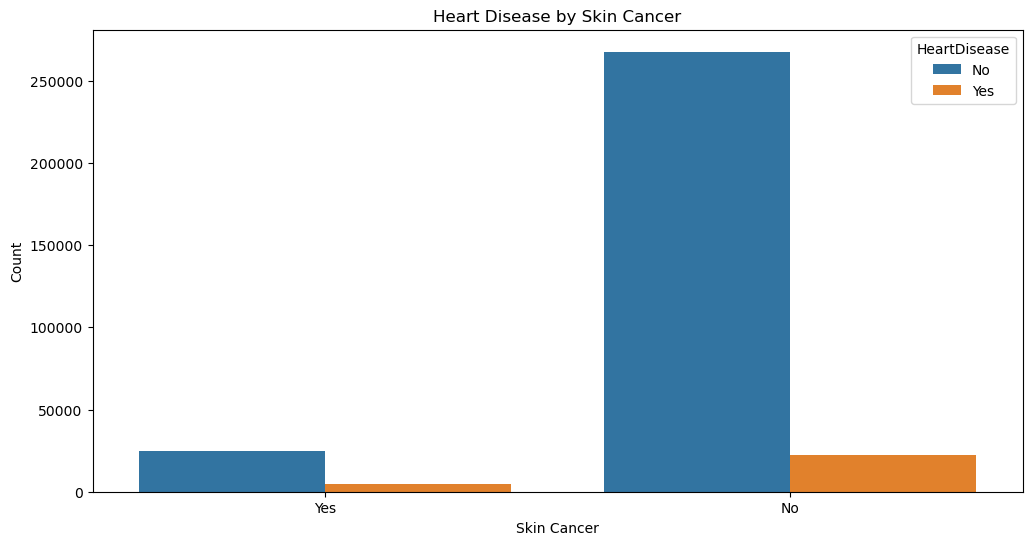 Heart Disease by Skin Cancer
HeartDisease
No
Yes
250000
200000
150000
100000
50000
0
Count
Yes
No
Skin Cancer